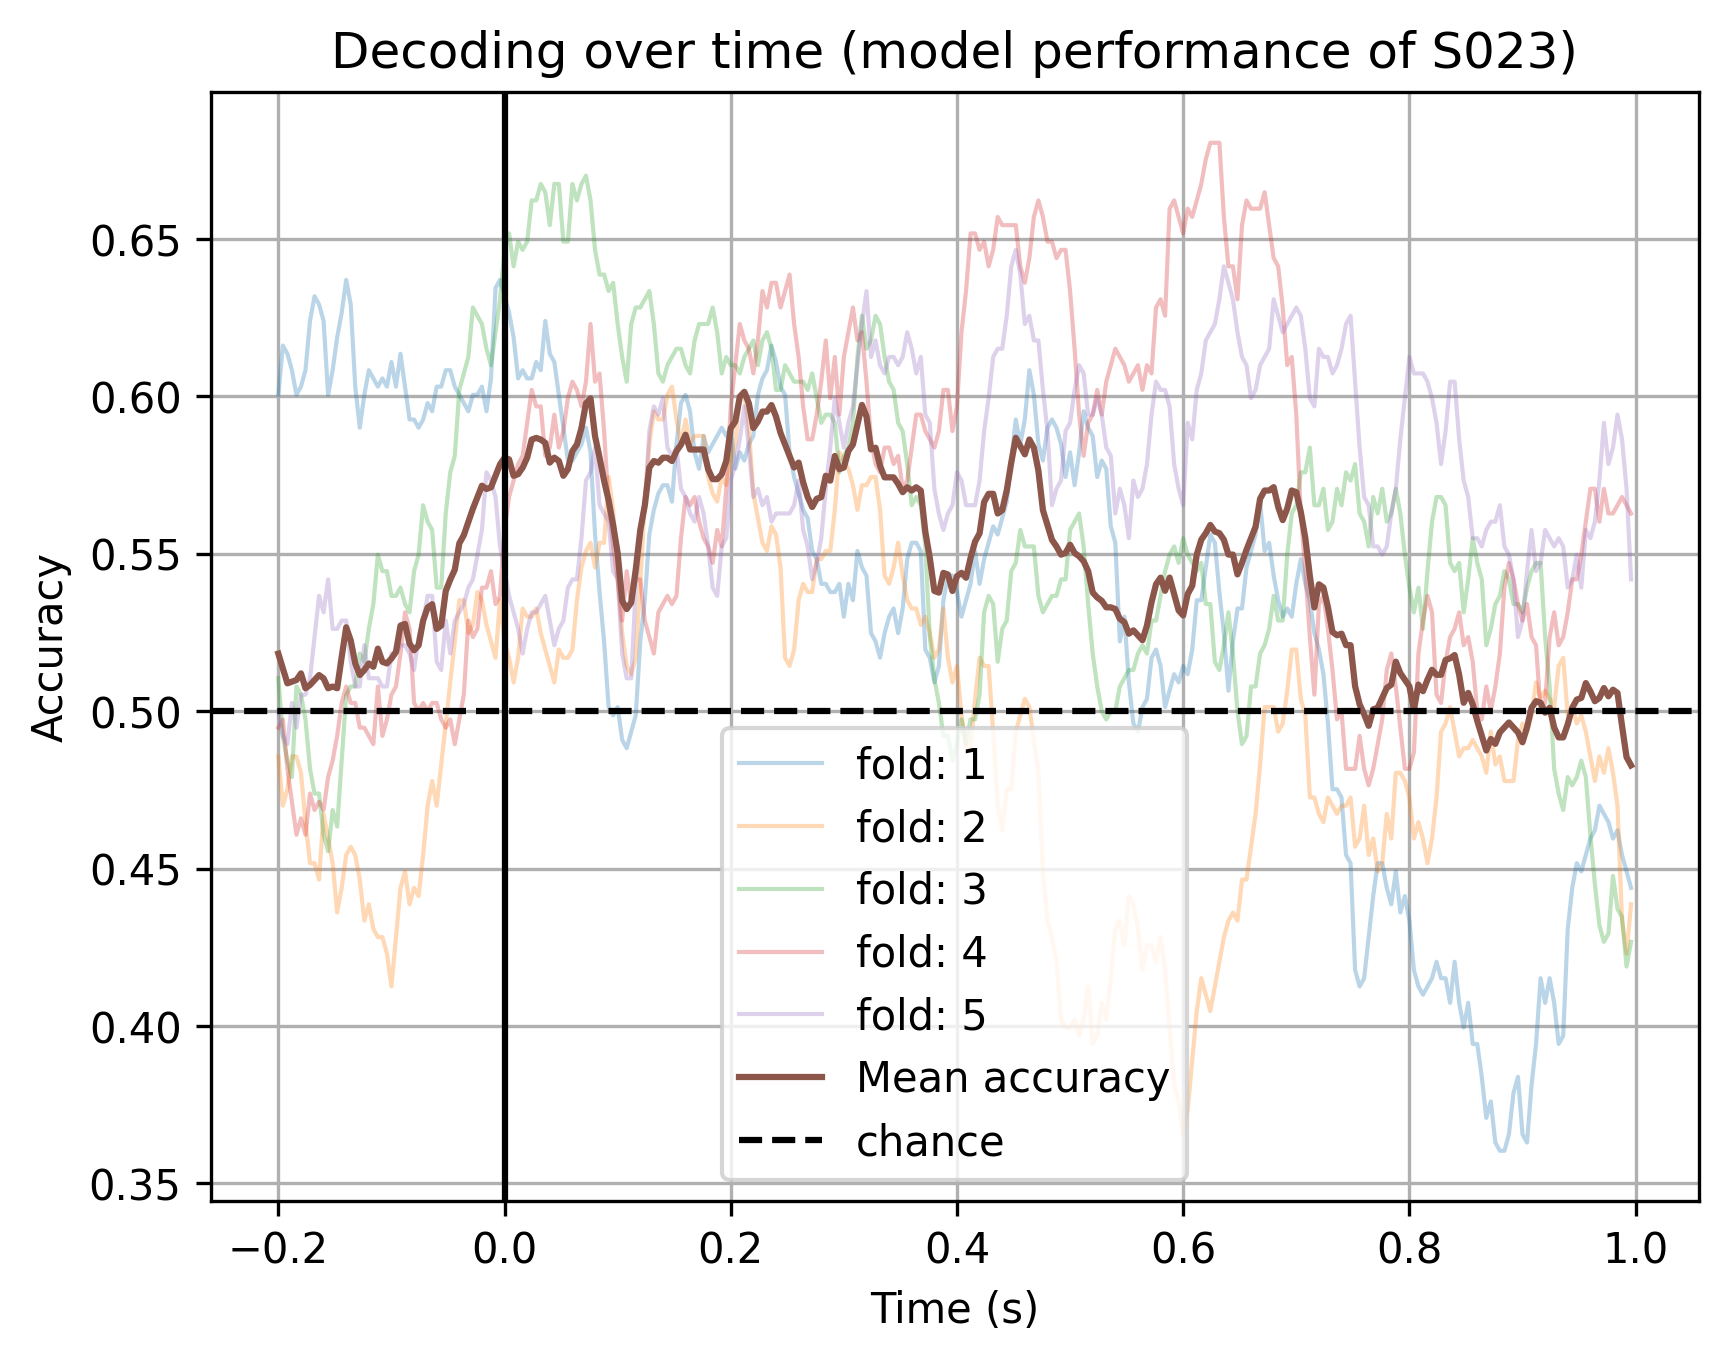 Decoding over time (model performance of S023)
Accuracy
0.65
0.60
0.55
0.50
0.45
0.40
0.35
fold: 1
fold: 2
fold: 3
fold: 4
fold: 5
Mean accuracy
chance
−0.2
0.0
0.2
0.4
0.6
0.8
1.0
Time (s)